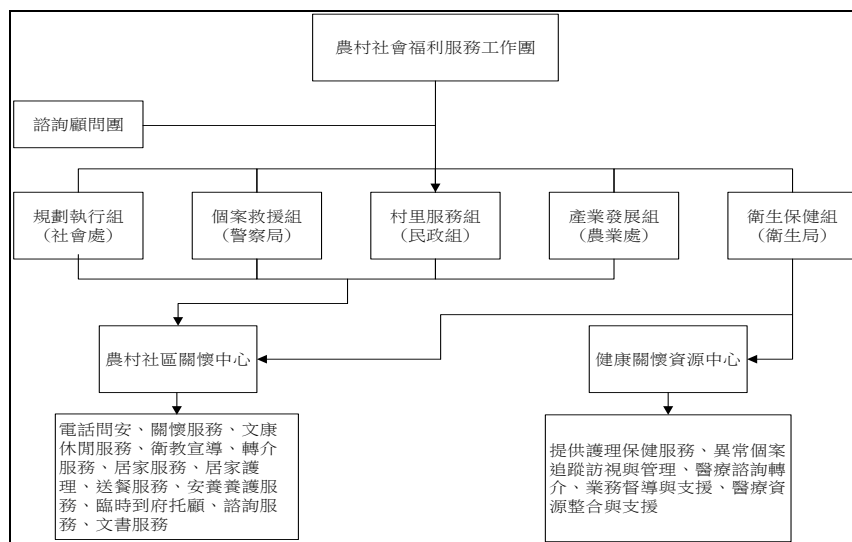 農村社會福利服務工作團
諮詢顧問團
規劃執行組
（社會處）
個案救援組
（警察局）
村里服務組
（民政組）
產業發展組
（農業處）
衛生保健組
（衛生局）
農村社區關懷中心
健康關懷資源中心
電話問安、關懷服務、文康
休閒服務、衛教宣導、轉介
服務、居家服務、居家護
理、送餐服務、安養養護服
務、臨時到府托顧、諮詢服
務、文書服務
提供護理保健服務、異常個案
追蹤訪視與管理、醫療諮詢轉
介、業務督導與支援、醫療資
源整合與支援